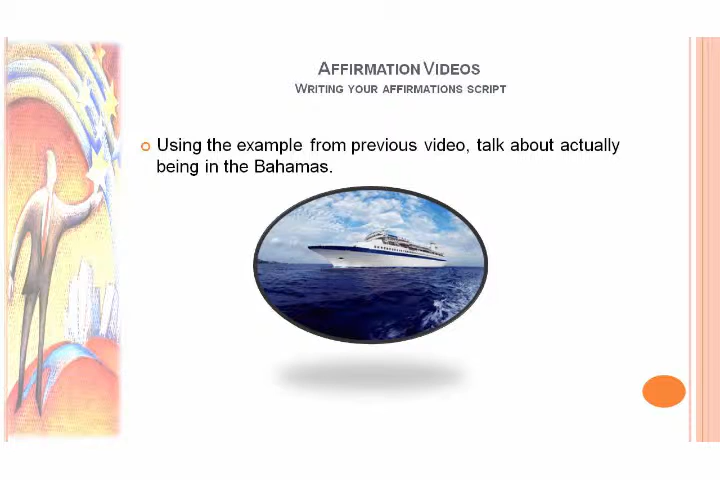 AFFIRMATION VIDEOS
WRITING YOUR AFFIRMATIONS SCRIPT
Using the example from previous video, talk about actually
being in the Bahamas.